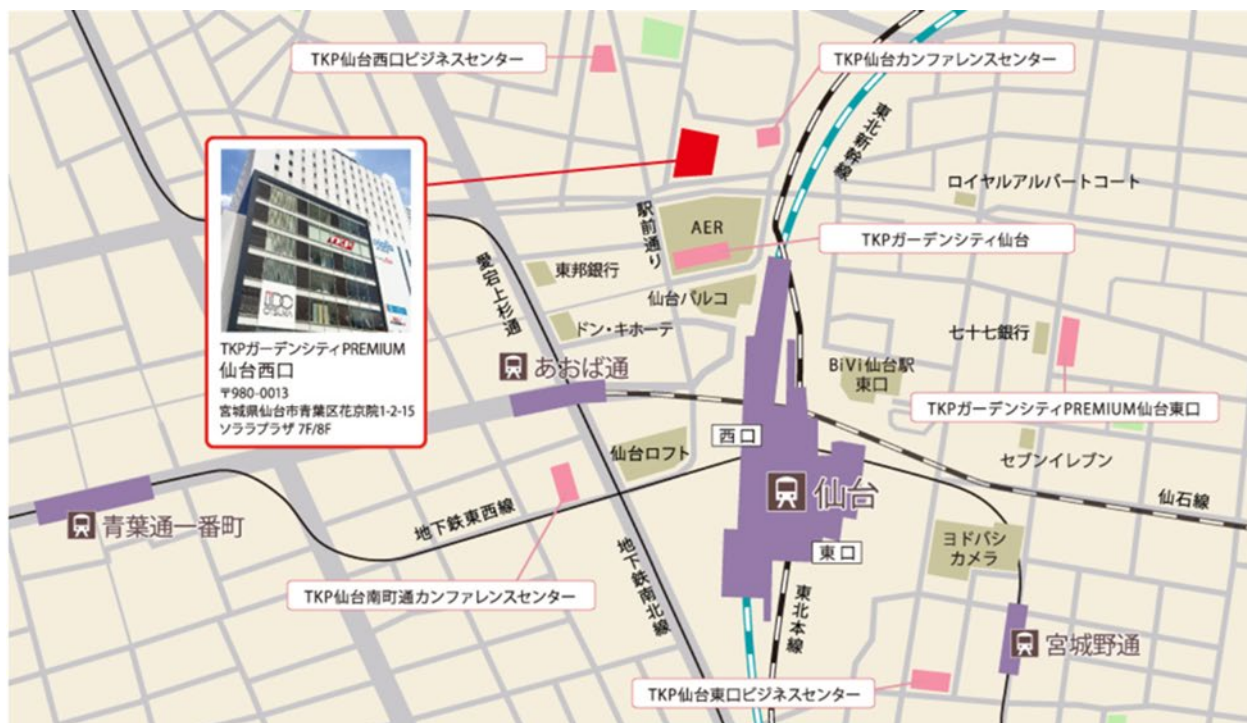 TKP仙台西口ビジネスセンター
TKP仙台カンファレンスセンター
東北新幹線
ロイヤルアルバートコート
駅前通り
AER
TKPガーデンシティ仙台
愛宕上杉通
東邦銀行
仙台パルコ
ドン・キホーテ
七十七銀行
BiVi仙台駅
東口
TKP
IDC
OTSUKA
TKPガーデンシティPREMIUM
仙台西口
〒980-0013
宮城県仙台市青葉区花京院1-2-15
ソララプラザ 7F/8F
あおば通
TKPガーデンシティPREMIUM仙台東口
西口
仙台ロフト
セブンイレブン
仙台
仙石線
青葉通一番町
地下鉄東西線
ヨドバシ
カメラ
東口
地下鉄南北線
東北本線
TKP仙台南町通カンファレンスセンター
宮城野通
TKP仙台東口ビジネスセンター